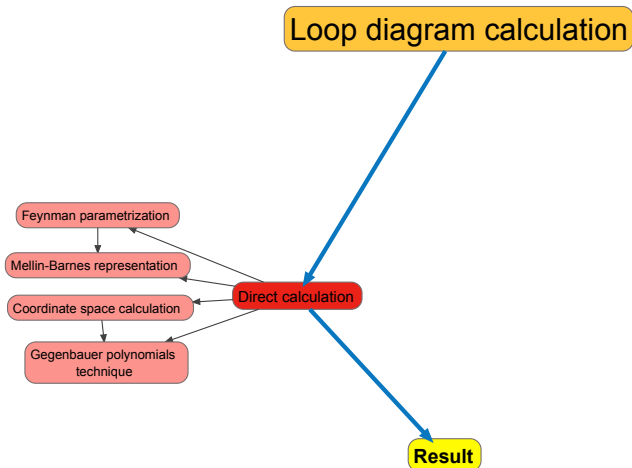 Loop diagram calculation
Feynman parametrization
Mellin-Barnes representation
Direct calculation
Coordinate space calculation
Gegenbauer polynomials
technique
Result